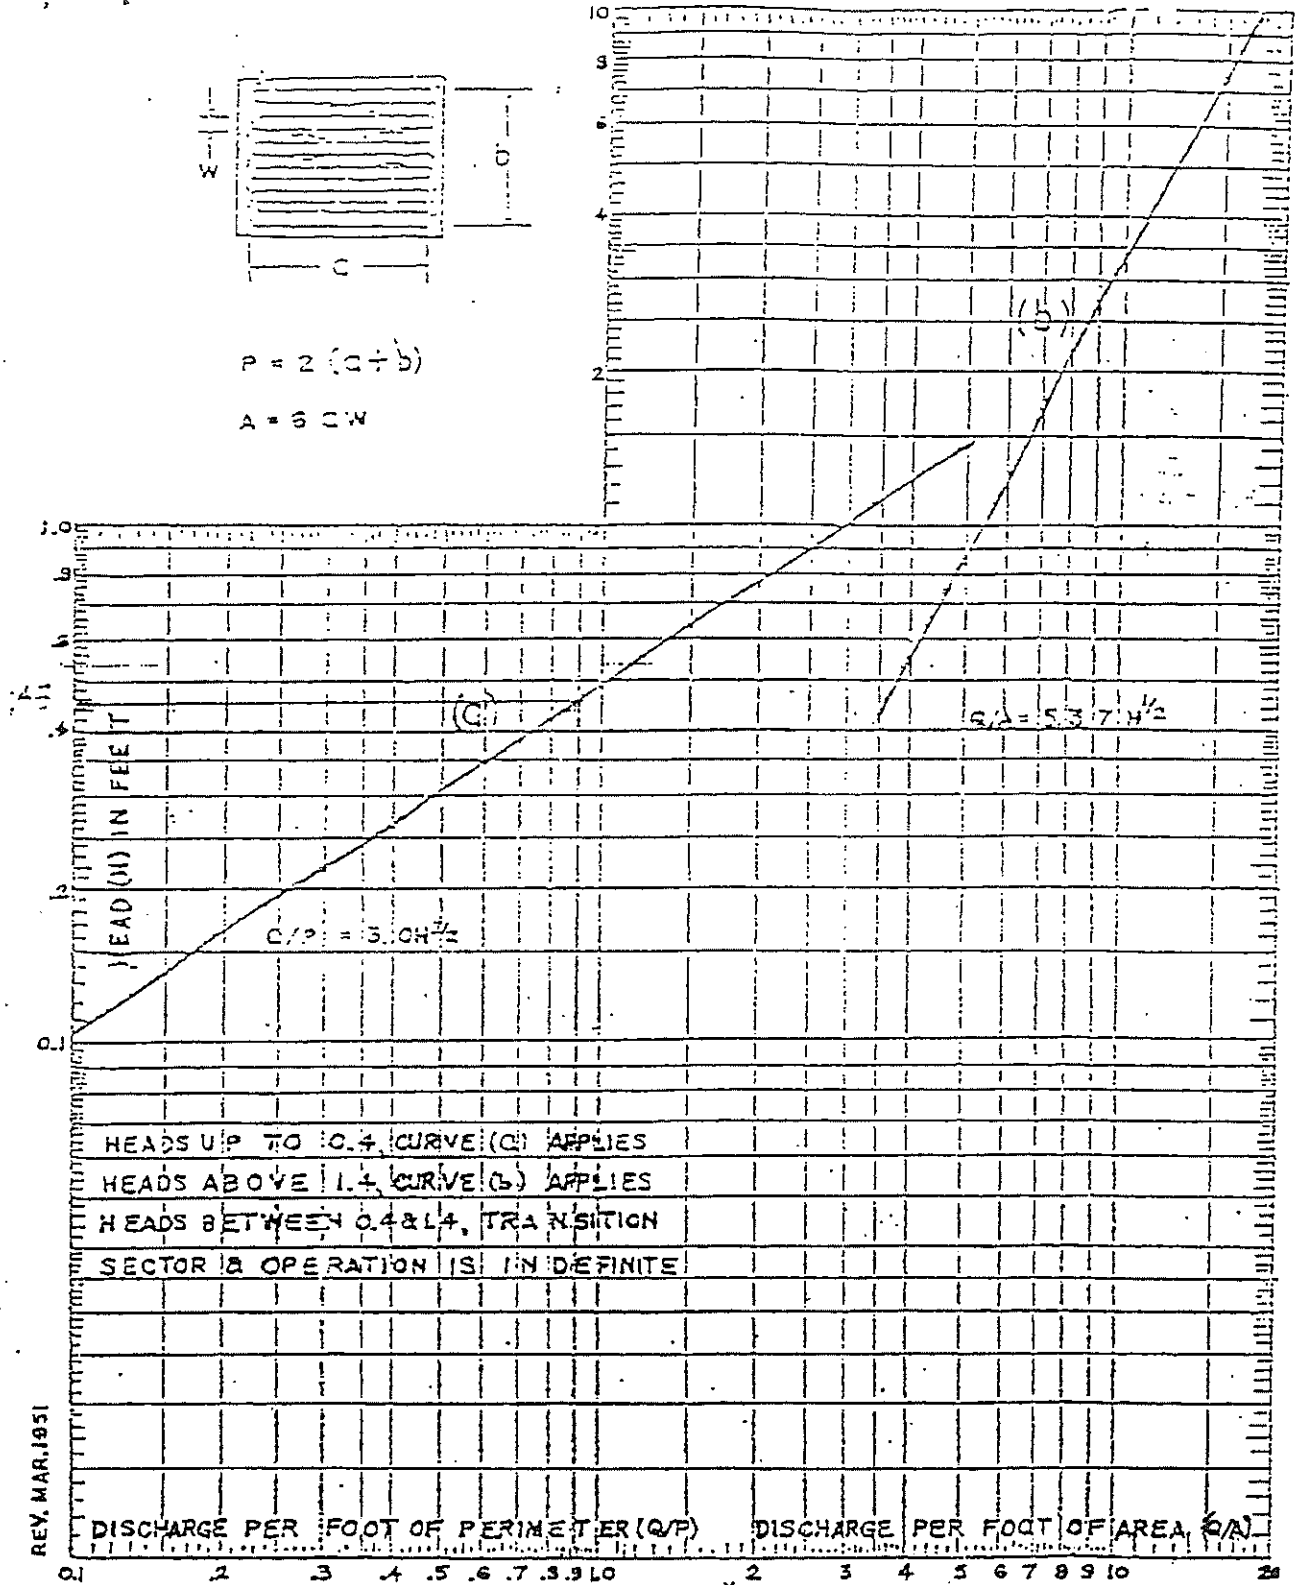 10
8
6
4
2
W
b
a
P = 2 (a + b)
(b)
1.0
.8
.6
.4
.2
0.1
(a)
HEAD (H) IN FEET
Q/A = 5.37 H 1/2
Q/P = 3.0H 3/2
HEADS UP TO 0.4, CURVE (a) APPLIES
HEADS ABOVE 1.4, CURVE (b) APPLIES
HEADS BETWEEN 0.4 & 1.4, TRANSITION
SECTOR & OPERATION IS INDEFINITE
REV. MAR. 1951
DISCHARGE PER FOOT OF PERIMETER (Q/P) DISCHARGE PER FOOT OF AREA (Q/A)
0.1 .2 .3 .4 .5 .6 .7 .8 .9 1.0 2 3 4 5 6 7 8 9 10